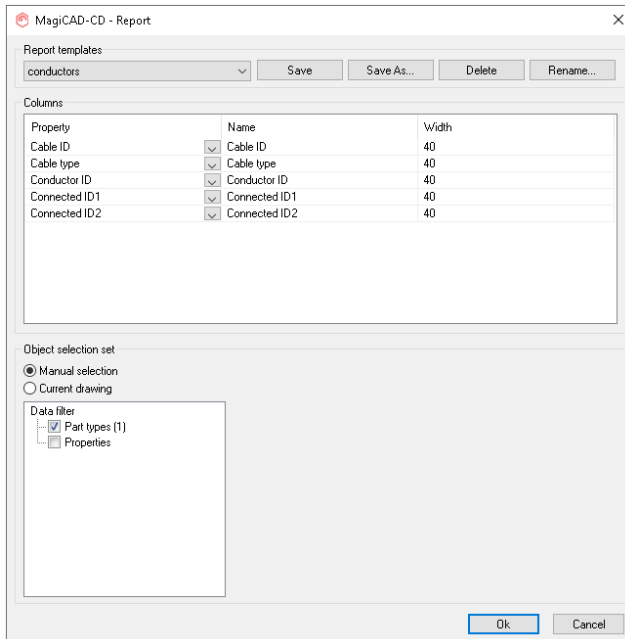 MagiCAD-CD - Report
Report templates
conductors Save Save As... Delete Rename...
Columns
Property Name Width
Cable ID Cable ID 40
Cable type Cable type 40
Conductor ID Conductor ID 40
Connected ID1 Connected ID1 40
Connected ID2 Connected ID2 40
Object selection set
Manual selection
Current drawing
Data filter
Part types (1)
Properties
Ok Cancel